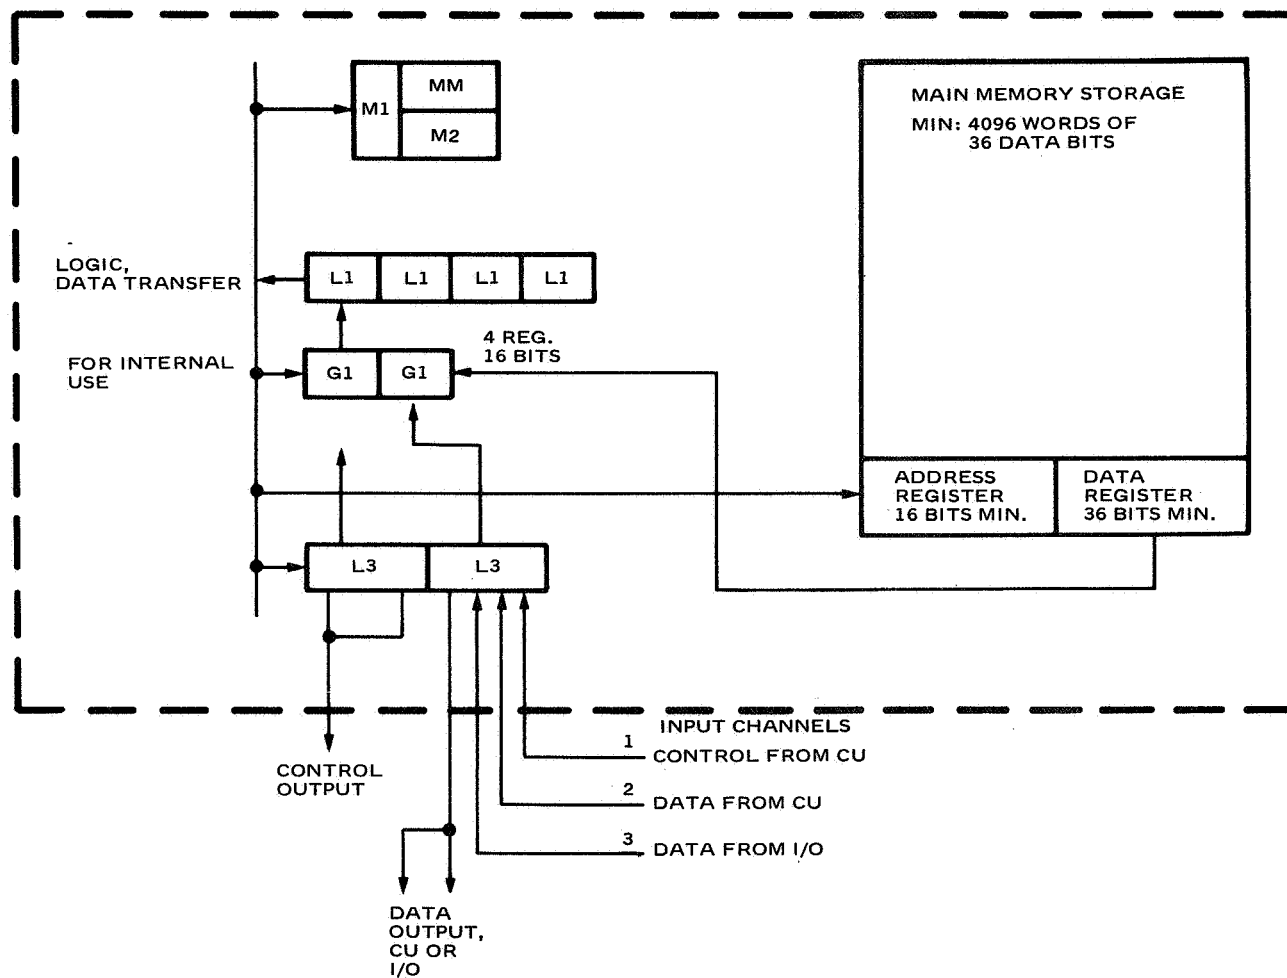 MM
M1
M2
MAIN MEMORY STORAGE
MIN: 4096 WORDS OF
36 DATA BITS
LOGIC,
DATA TRANSFER
L1 L1 L1 L1
4 REG.
16 BITS
FOR INTERNAL
USE
G1 G1
ADDRESS
REGISTER
16 BITS MIN.
DATA
REGISTER
36 BITS MIN.
L3 L3
INPUT CHANNELS
1 CONTROL FROM CU
2 DATA FROM CU
3 DATA FROM I/O
CONTROL
OUTPUT
DATA
OUTPUT,
CU OR
I/O